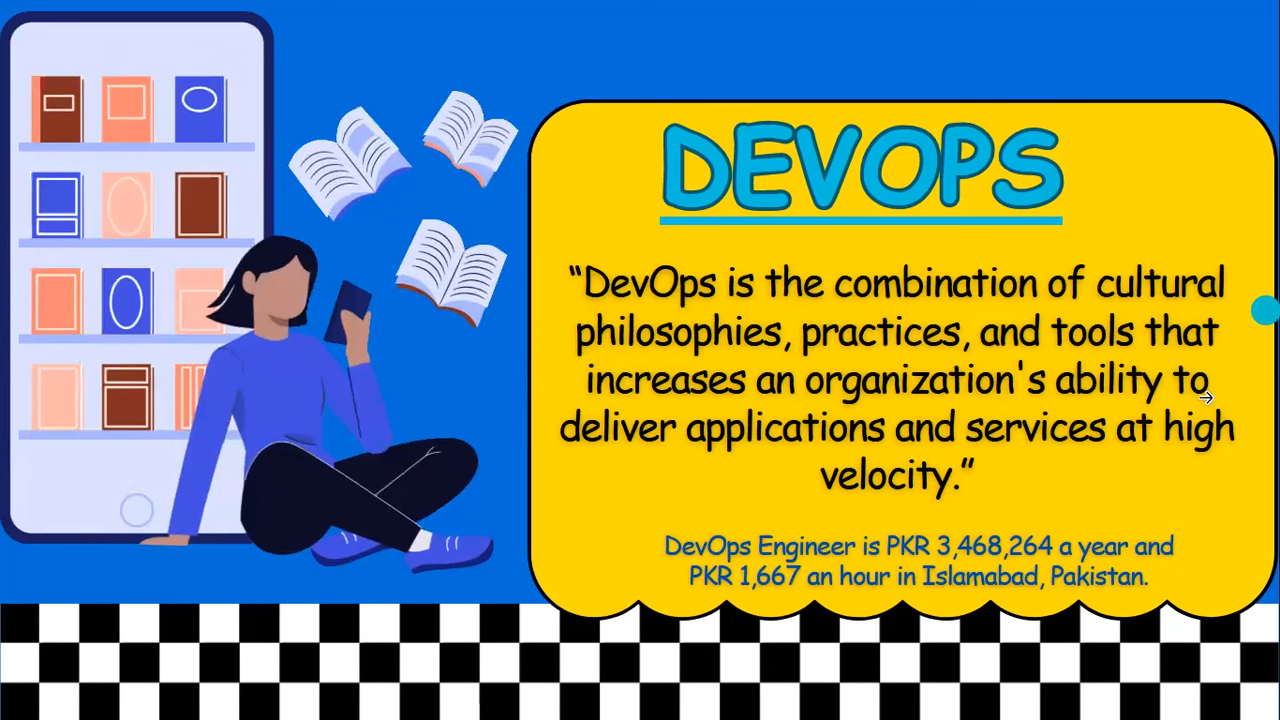 DEVOPS
“DevOps is the combination of cultural
philosophies, practices, and tools that
increases an organization's ability to
deliver applications and services at high
velocity.”
DevOps Engineer is PKR 3,468,264 a year and
PKR 1,667 an hour in Islamabad, Pakistan.